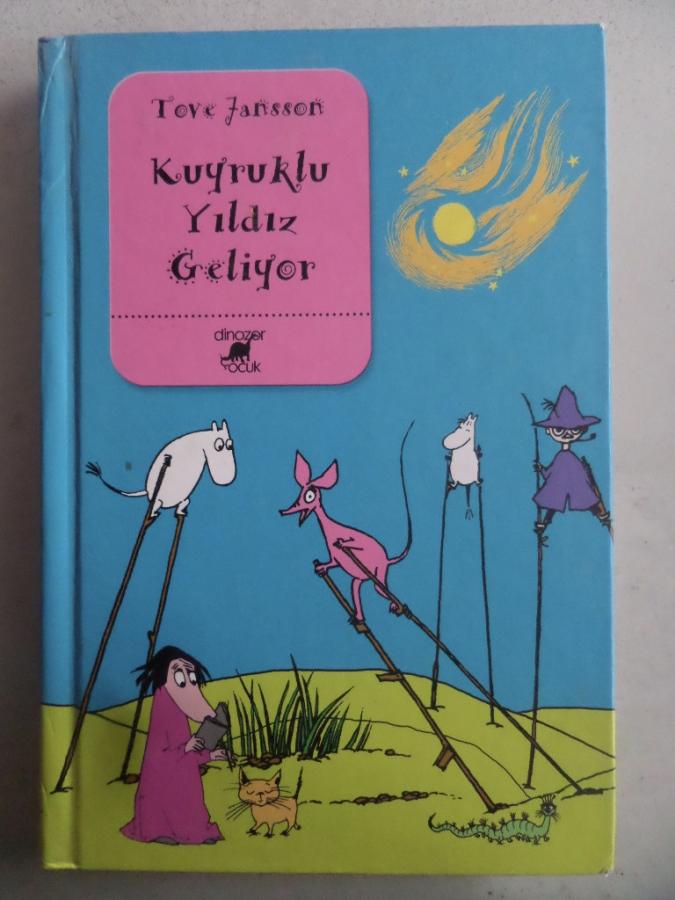 Tove Jansson
Kuyruklu
Yıldız
Geliyor
dinozor
çocuk